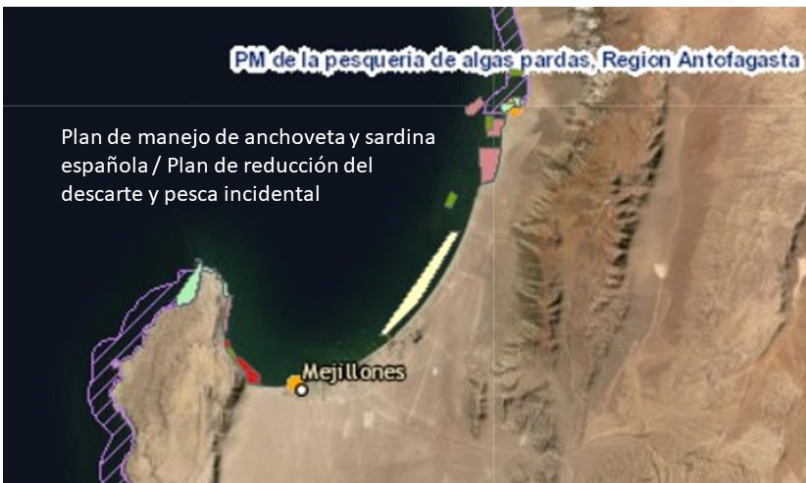 PM de la pesqueria de algas pardas, Region Antofagasta
Plan de manejo de anchoveta y sardina
española / Plan de reducción del
descarte y pesca incidental
Mejillones